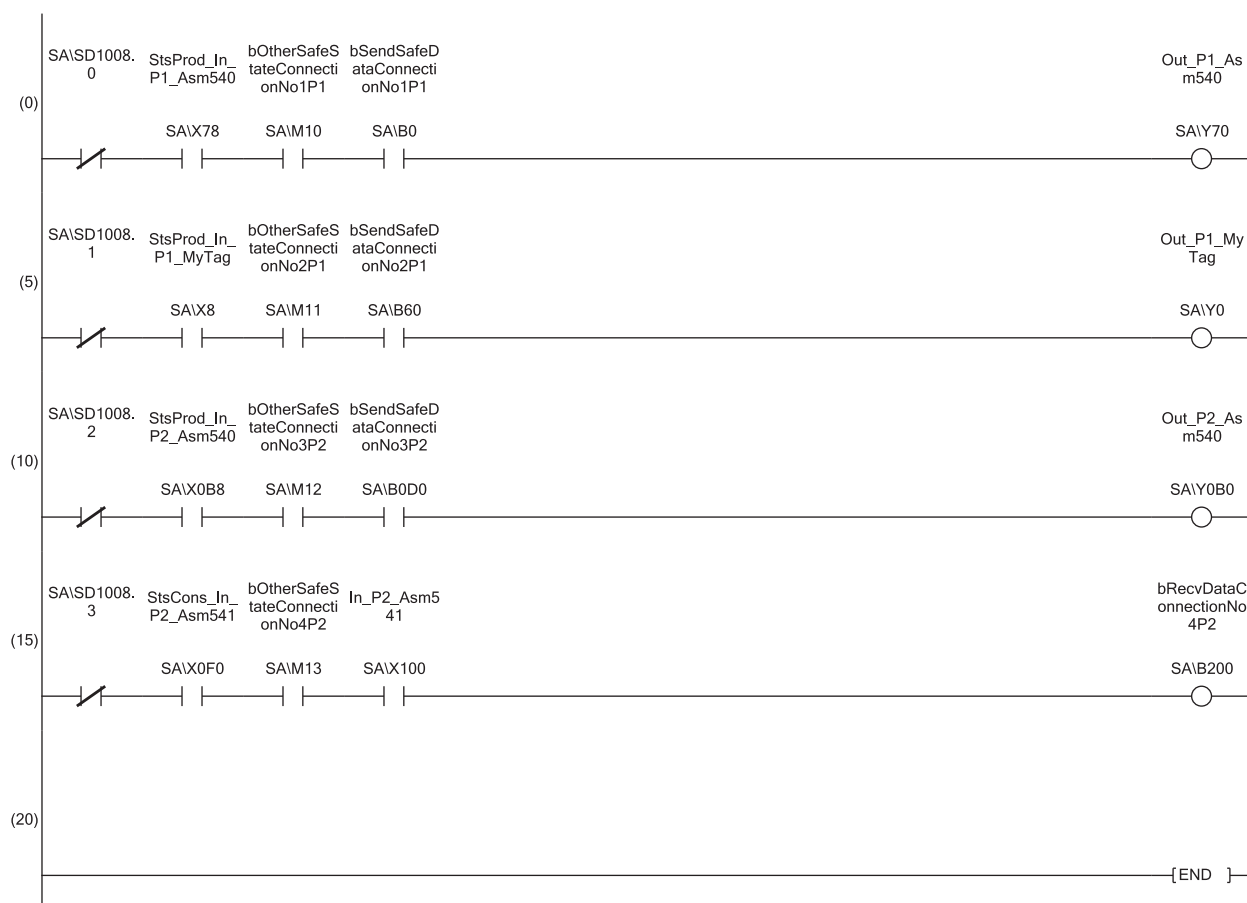 SA\SD1008.
0
StsProd_In_
P1_Asm540
bOtherSafeS
tateConnecti
onNo1P1
bSendSafeD
ataConnecti
onNo1P1
Out_P1_As
m540
(0)
SA\X78
SA\M10
SA\B0
SA\Y70
SA\SD1008.
1
StsProd_In_
P1_MyTag
bOtherSafeS
tateConnecti
onNo2P1
bSendSafeD
ataConnecti
onNo2P1
Out_P1_My
Tag
(5)
SA\X8
SA\M11
SA\B60
SA\Y0
SA\SD1008.
2
StsProd_In_
P2_Asm540
bOtherSafeS
tateConnecti
onNo3P2
bSendSafeD
ataConnecti
onNo3P2
Out_P2_As
m540
(10)
SA\X0B8
SA\M12
SA\B0D0
SA\Y0B0
SA\SD1008.
3
StsCons_In_
P2_Asm541
bOtherSafeS
tateConnecti
onNo4P2
In_P2_Asm5
41
bRecvDataC
onnectionNo
4P2
(15)
SA\X0F0
SA\M13
SA\X100
SA\B200
(20)
[END ]